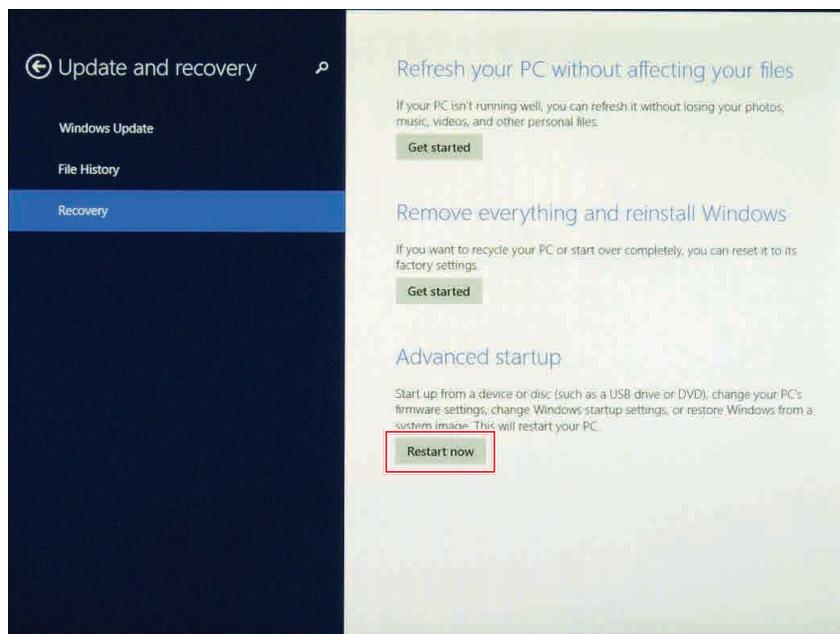 Update and recovery
Windows Update
File History
Recovery
Refresh your PC without affecting your files
If your PC isn't running well, you can refresh it without losing your photos,
music, videos, and other personal files.
Get started
Remove everything and reinstall Windows
If you want to recycle your PC or start over completely, you can reset it to its
factory settings.
Get started
Advanced startup
Start up from a device or disc (such as a USB drive or DVD), change your PC's
firmware settings, change Windows startup settings, or restore Windows from a
system image. This will restart your PC.
Restart now